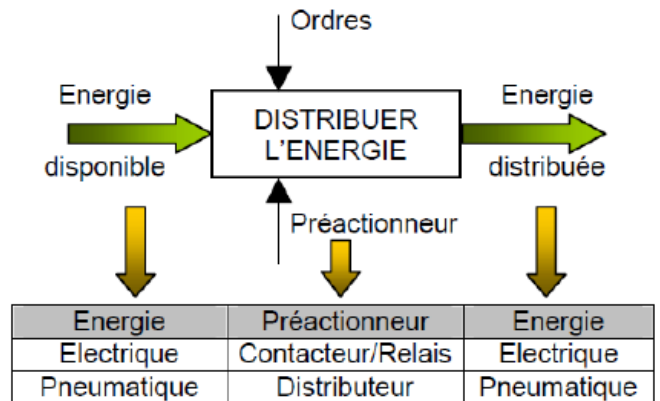 Ordres
Energie
disponible
DISTRIBUER
L'ENERGIE
Energie
distribuée
Préactionneur
Energie Préactionneur Energie
Electrique Contacteur/Relais Electrique
Pneumatique Distributeur Pneumatique